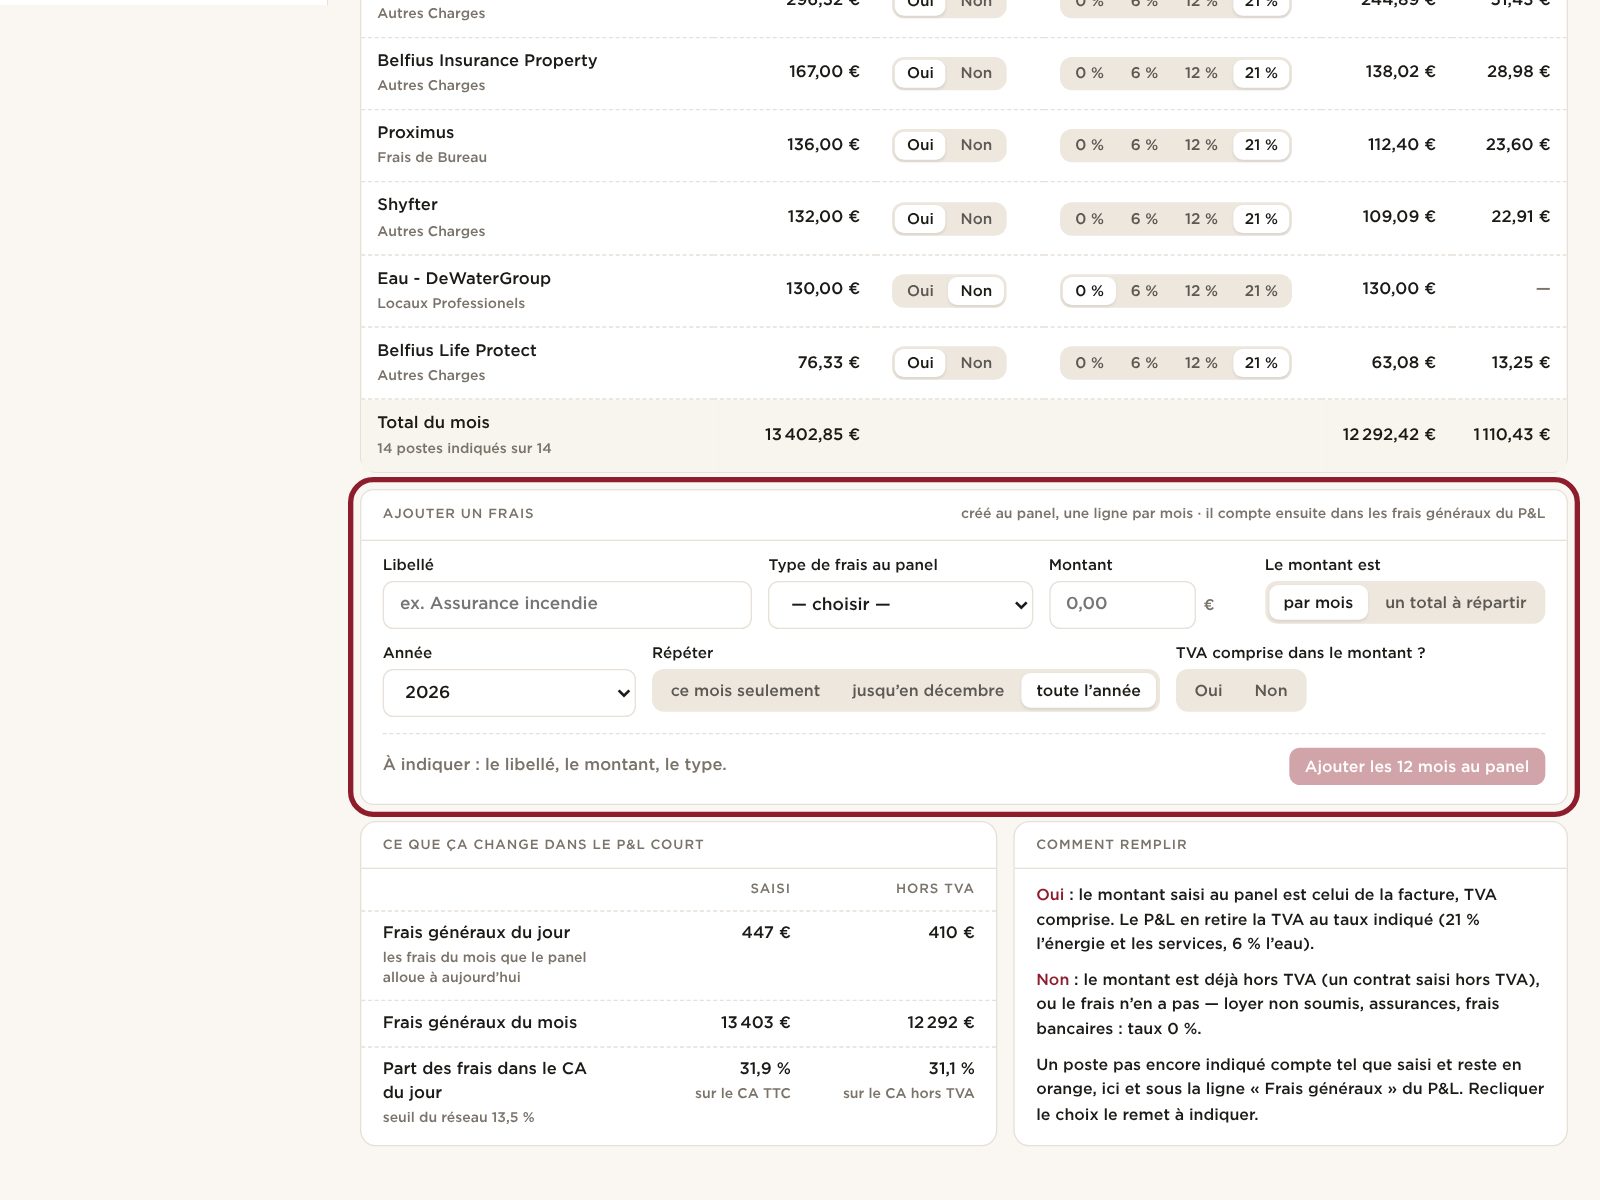 Autres Charges 296,32 € Oui Non 0 % 6 % 12 % 21 % 244,89 € 51,43 €
Belfius Insurance Property
Autres Charges
167,00 € Oui Non 0 % 6 % 12 % 21 % 138,02 € 28,98 €
Proximus
Frais de Bureau
136,00 € Oui Non 0 % 6 % 12 % 21 % 112,40 € 23,60 €
Shyfter
Autres Charges
132,00 € Oui Non 0 % 6 % 12 % 21 % 109,09 € 22,91 €
Eau - DeWaterGroup
Locaux Professionels
130,00 € Oui Non 0 % 6 % 12 % 21 % 130,00 € —
Belfius Life Protect
Autres Charges
76,33 € Oui Non 0 % 6 % 12 % 21 % 63,08 € 13,25 €
Total du mois
14 postes indiqués sur 14
13 402,85 € 12 292,42 € 1 110,43 €
AJOUTER UN FRAIS créé au panel, une ligne par mois · il compte ensuite dans les frais généraux du P&L
Libellé Type de frais au panel Montant Le montant est
ex. Assurance incendie — choisir — 0,00 € par mois un total à répartir
Année Répéter TVA comprise dans le montant ?
2026 ce mois seulement jusqu’en décembre toute l’année Oui Non
À indiquer : le libellé, le montant, le type. Ajouter les 12 mois au panel
CE QUE ÇA CHANGE DANS LE P&L COURT
SAISI HORS TVA
Frais généraux du jour 447 € 410 €
les frais du mois que le panel
alloue à aujourd’hui
Frais généraux du mois 13 403 € 12 292 €
Part des frais dans le CA 31,9 % 31,1 %
du jour sur le CA TTC sur le CA hors TVA
seuil du réseau 13,5 %
COMMENT REMPLIR
Oui : le montant saisi au panel est celui de la facture, TVA
comprise. Le P&L en retire la TVA au taux indiqué (21 %
l’énergie et les services, 6 % l’eau).
Non : le montant est déjà hors TVA (un contrat saisi hors TVA),
ou le frais n’en a pas — loyer non soumis, assurances, frais
bancaires : taux 0 %.
Un poste pas encore indiqué compte tel que saisi et reste en
orange, ici et sous la ligne « Frais généraux » du P&L. Recliquer
le choix le remet à indiquer.